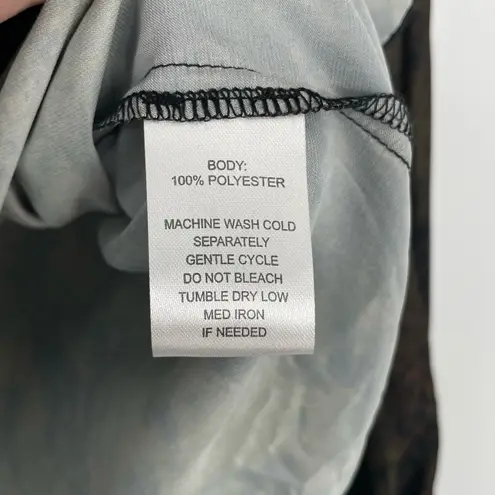 BODY:
100% POLYESTER
MACHINE WASH COLD
SEPARATELY
GENTLE CYCLE
DO NOT BLEACH
TUMBLE DRY LOW
MED IRON
IF NEEDED